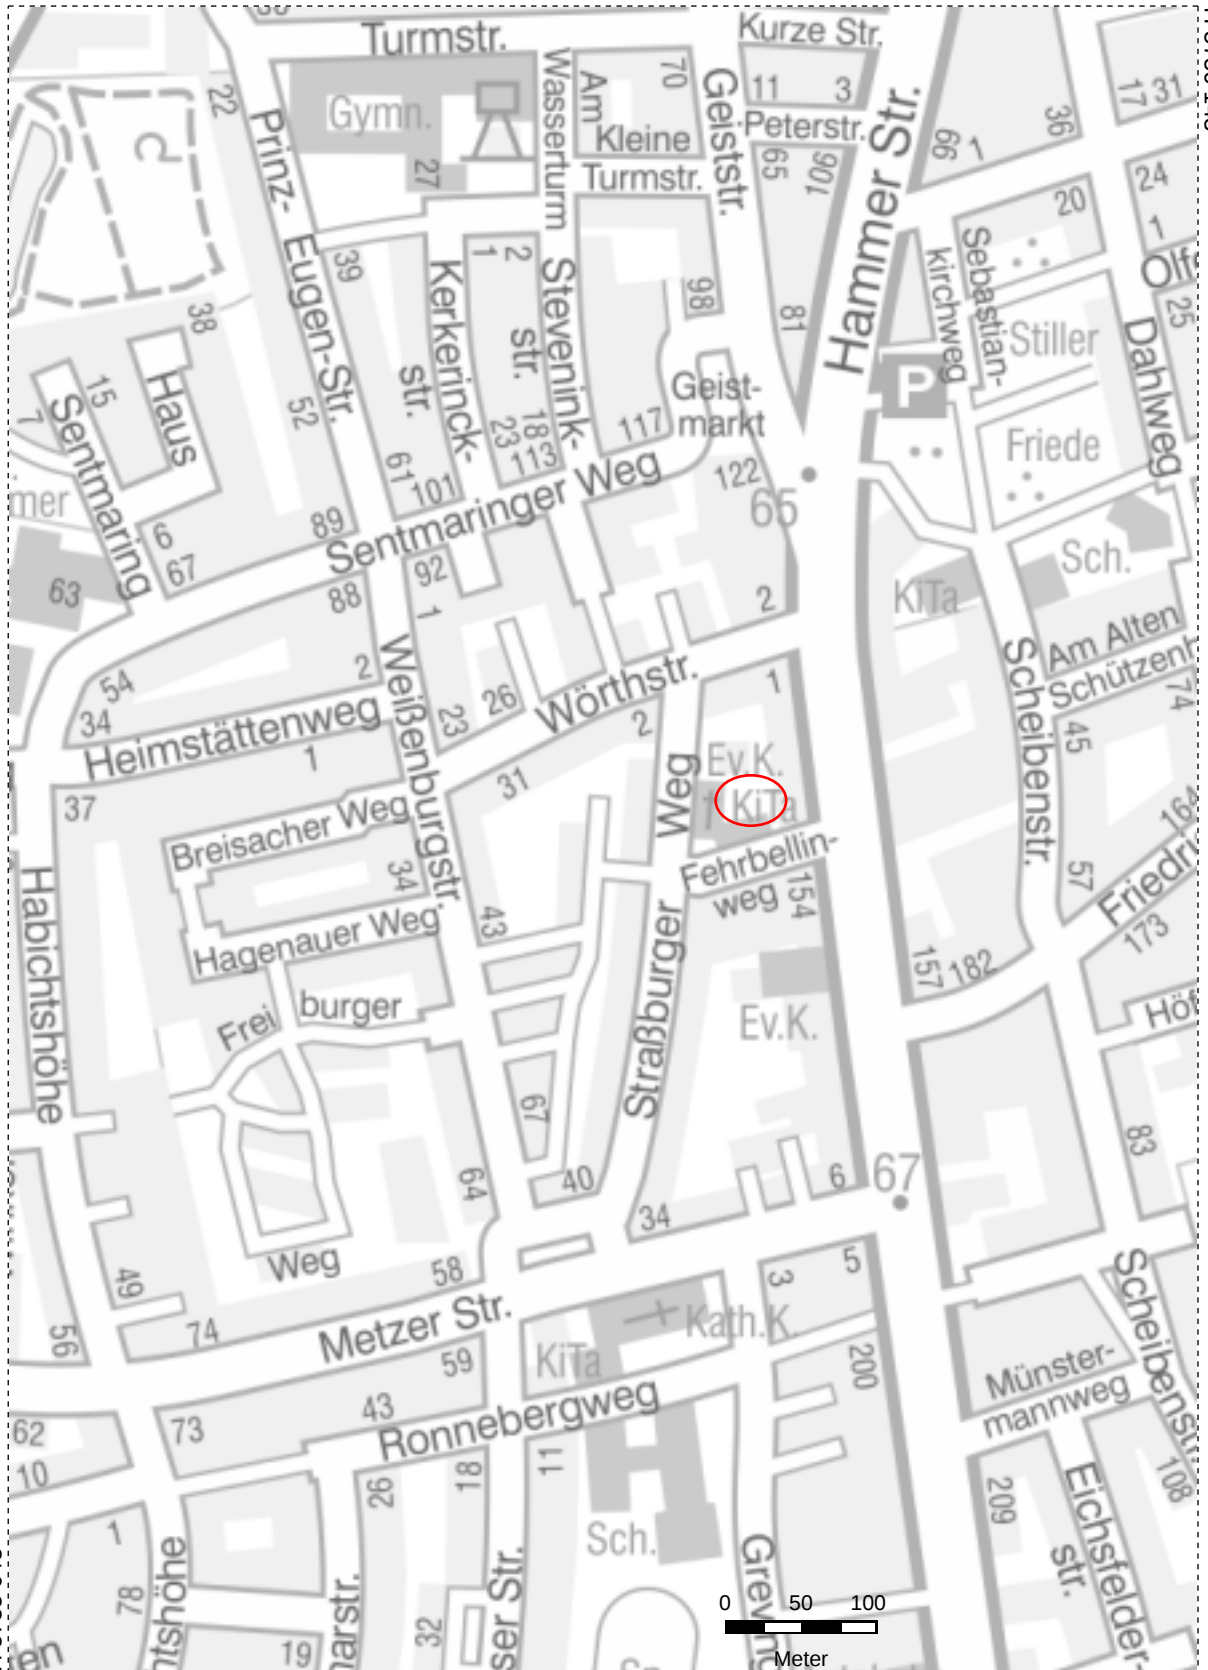 Turmstr.
Kurze Str.
Wasserturm
Am
Kleine
Turmstr.
70
Geiststr.
11
3
Peterstr.
65
106
Hammer Str.
66
1
36
17
31
24
1
20
22
Prinz-
Eugen-Str.
Gymn.
27
39
Kerkerinck-
str.
1
2
Stevenink-
str.
98
81
Sebastian-
kirchweg
Stiller
Friede
Dahlweg
25
P
38
15
7
Haus
Sentmaring
52
61
101
23
18
113
117
Geist-
markt
122
65
Sentmaringer Weg
mer
63
6
67
89
88
92
1
2
KiTa
Sch.
Am Alten
Scheibenstr.
74
45
54
34
2
Heimstättenweg
1
Weißenburgstr.
23
26
Wörthstr.
2
1
31
37
Breisacher Weg
34
Hagenauer Weg
43
Habichtshöhe
Ev.K.
KiTa
Straßburger
Weg
Fehrbellin-
weg
154
57
164
173
157
182
Frei
burger
Weg
Ev.K.
67
40
34
6
67
64
58
83
49
56
74
Metzer Str.
59
3
5
Kath.K.
KiTa
200
Münster-
mannweg
62
10
73
43
Ronnebergweg
26
18
11
Sch.
209
108
Eichsfelder-
str.
1
78
19
32
0
50
100
Meter